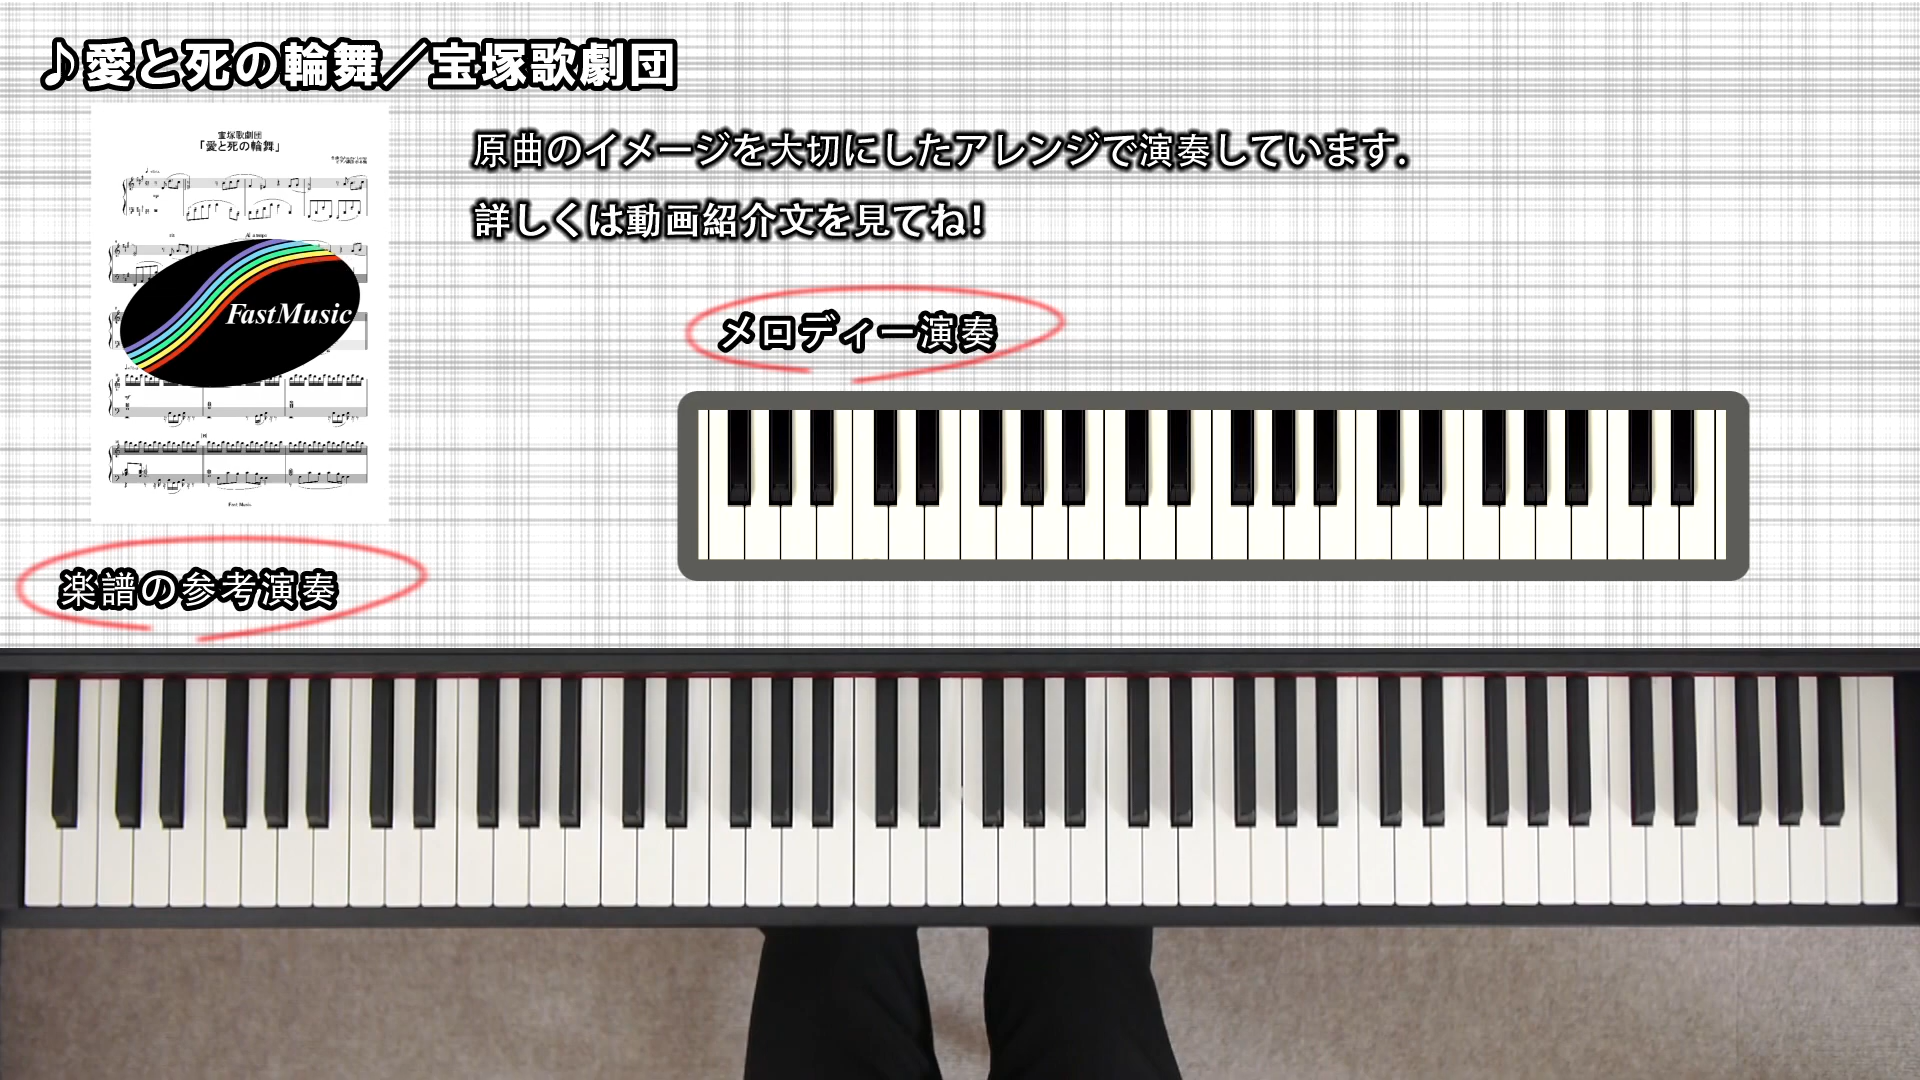 ♪愛と死の輪舞／宝塚歌劇団
宝塚歌劇団
「愛と死の輪舞」
原曲のイメージを大切にしたアレンジで演奏しています.
詳しくは動画紹介文を見てね!
FastMusic
メロディー演奏
Fast Music
楽譜の参考演奏